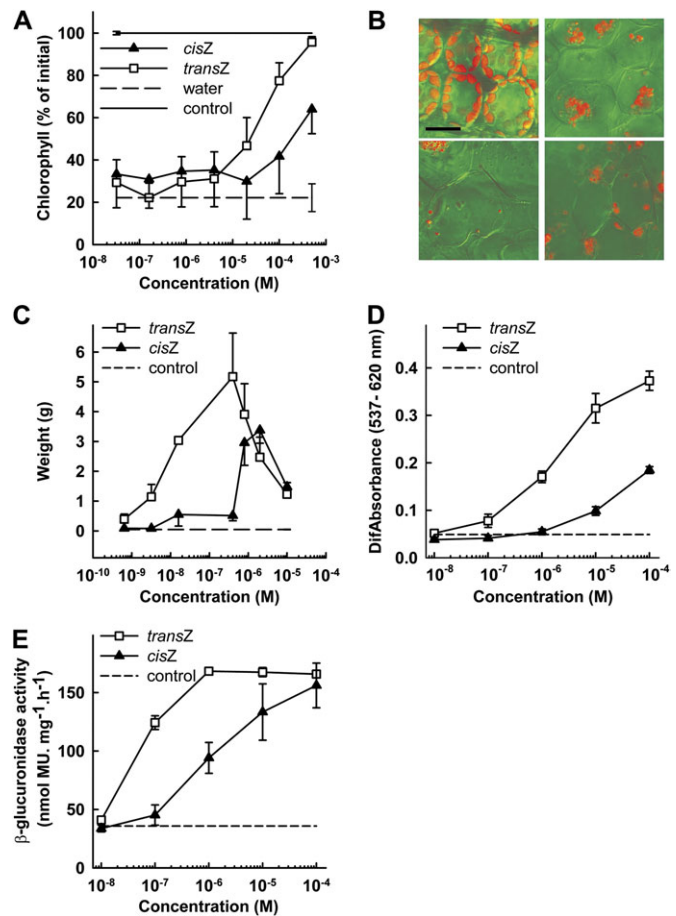 A
Chlorophyll (% of initial)
100
80
60
40
20
0
cisZ
transZ
water
control
10-8 10-7 10-6 10-5 10-4 10-3
Concentration (M)
B
C
Weight (g)
6
5
4
3
2
1
0
transZ
cisZ
control
10-10 10-9 10-8 10-7 10-6 10-5 10-4
Concentration (M)
D
DifAbsorbance (537- 620 nm)
0.4
0.3
0.2
0.1
0.0
transZ
cisZ
control
10-8 10-7 10-6 10-5 10-4
Concentration (M)
E
β-glucuronidase activity
(nmol MU. mg-1.h-1)
150
100
50
0
transZ
cisZ
control
10-8 10-7 10-6 10-5 10-4
Concentration (M)